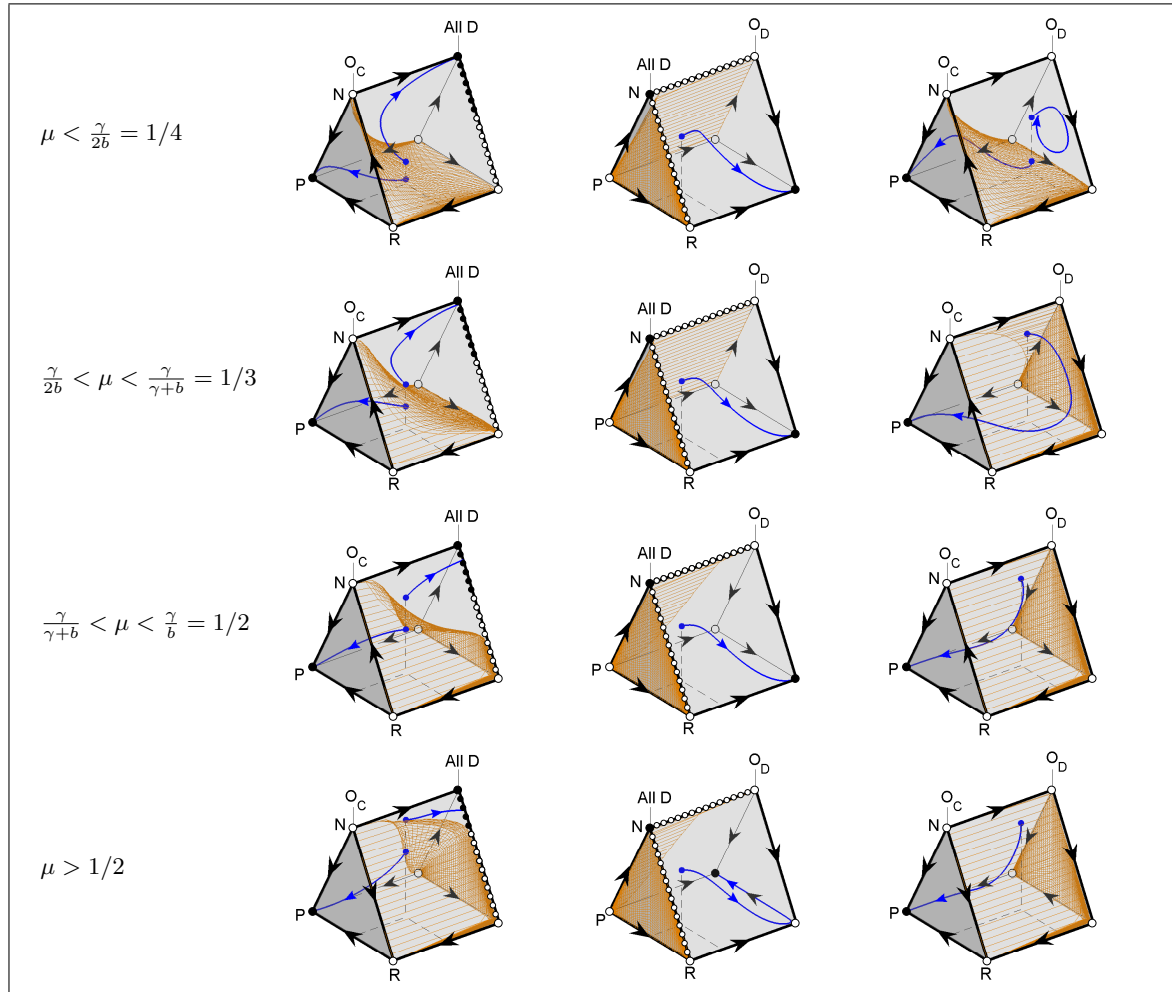 All D
O_D
O_D
O_C
All D
O_C
N
N
N
μ < γ/2b = 1/4
P
P
P
R
R
R
All D
O_D
O_D
O_C
All D
O_C
N
N
N
γ/2b < μ < γ/γ+b = 1/3
P
P
P
R
R
R
All D
O_D
O_D
O_C
All D
O_C
N
N
N
γ/γ+b < μ < γ/b = 1/2
P
P
P
R
R
R
All D
O_D
O_D
O_C
All D
O_C
N
N
N
μ > 1/2
P
P
P
R
R
R